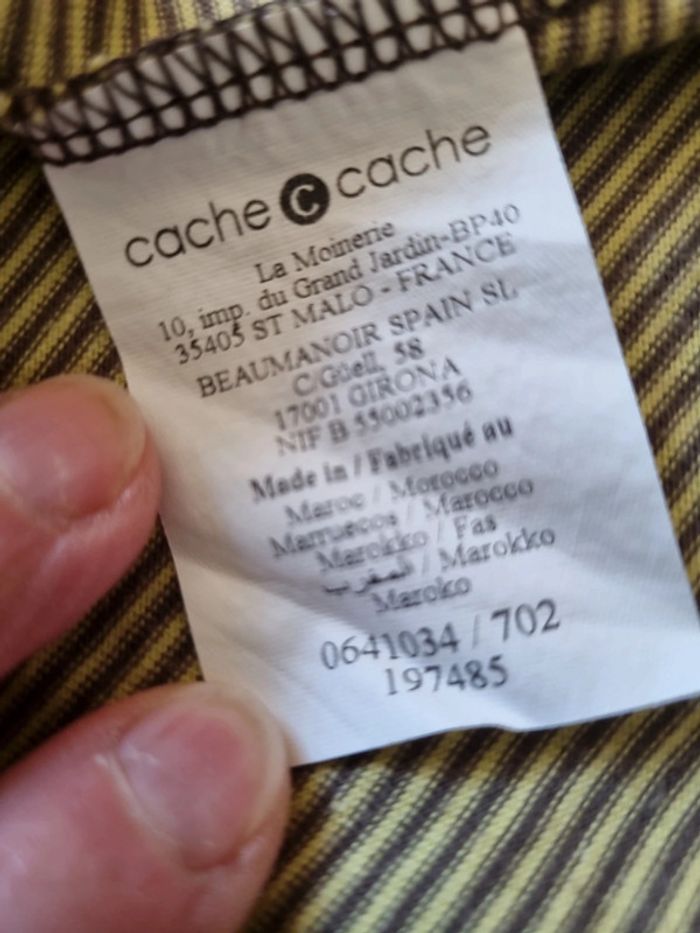 cache C cache
La Moinerie
10, imp. du Grand Jardin-BP40
35405 ST MALO - FRANCE
BEAUMANOIR SPAIN SL
C/Güell, 58
17001 GIRONA
NIF B 55002356
Made in / Fabriqué au
Maroc / Morocco
Marruecos / Marocco
Marokko / Fas
المغرب / Marokko
Maroko
0641034 / 702
197485